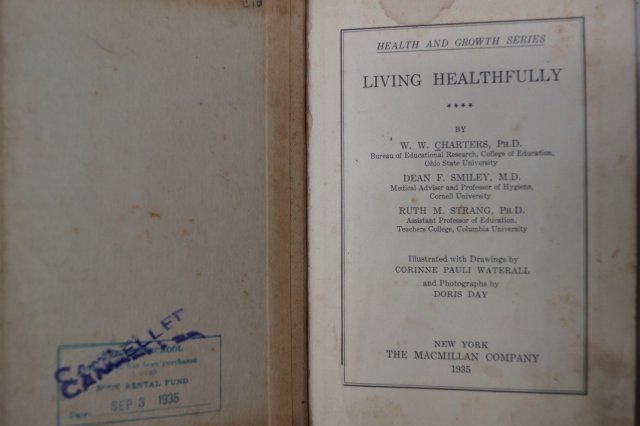 CANCELLED
SCHOOL
has been purchased
through
BOOK RENTAL FUND
Date: SEP 3 1935
HEALTH AND GROWTH SERIES
LIVING HEALTHFULLY
****
BY
W. W. CHARTERS, PH.D.
Bureau of Educational Research, College of Education,
Ohio State University
DEAN F. SMILEY, M.D.
Medical Adviser and Professor of Hygiene,
Cornell University
RUTH M. STRANG, PH.D.
Assistant Professor of Education,
Teachers College, Columbia University
Illustrated with Drawings by
CORINNE PAULI WATERALL
and Photographs by
DORIS DAY
NEW YORK
THE MACMILLAN COMPANY
1935